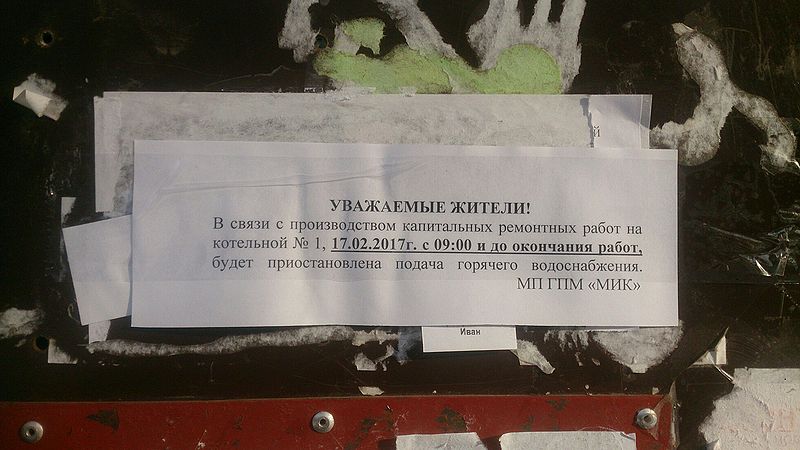 й
УВАЖАЕМЫЕ ЖИТЕЛИ!
В связи с производством капитальных ремонтных работ на
котельной № 1, 17.02.2017г. с 09:00 и до окончания работ,
будет приостановлена подача горячего водоснабжения.
МП ГПМ «МИК»
Иван